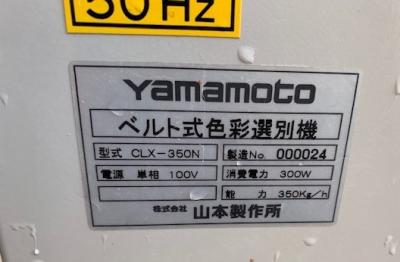 50Hz
Yamamoto
ベルト式色彩選別機
型式 CLX-350N 製造No. 000024
電源 単相 100V 消費電力 300W
能力 350Kg/h
株式会社 山本製作所